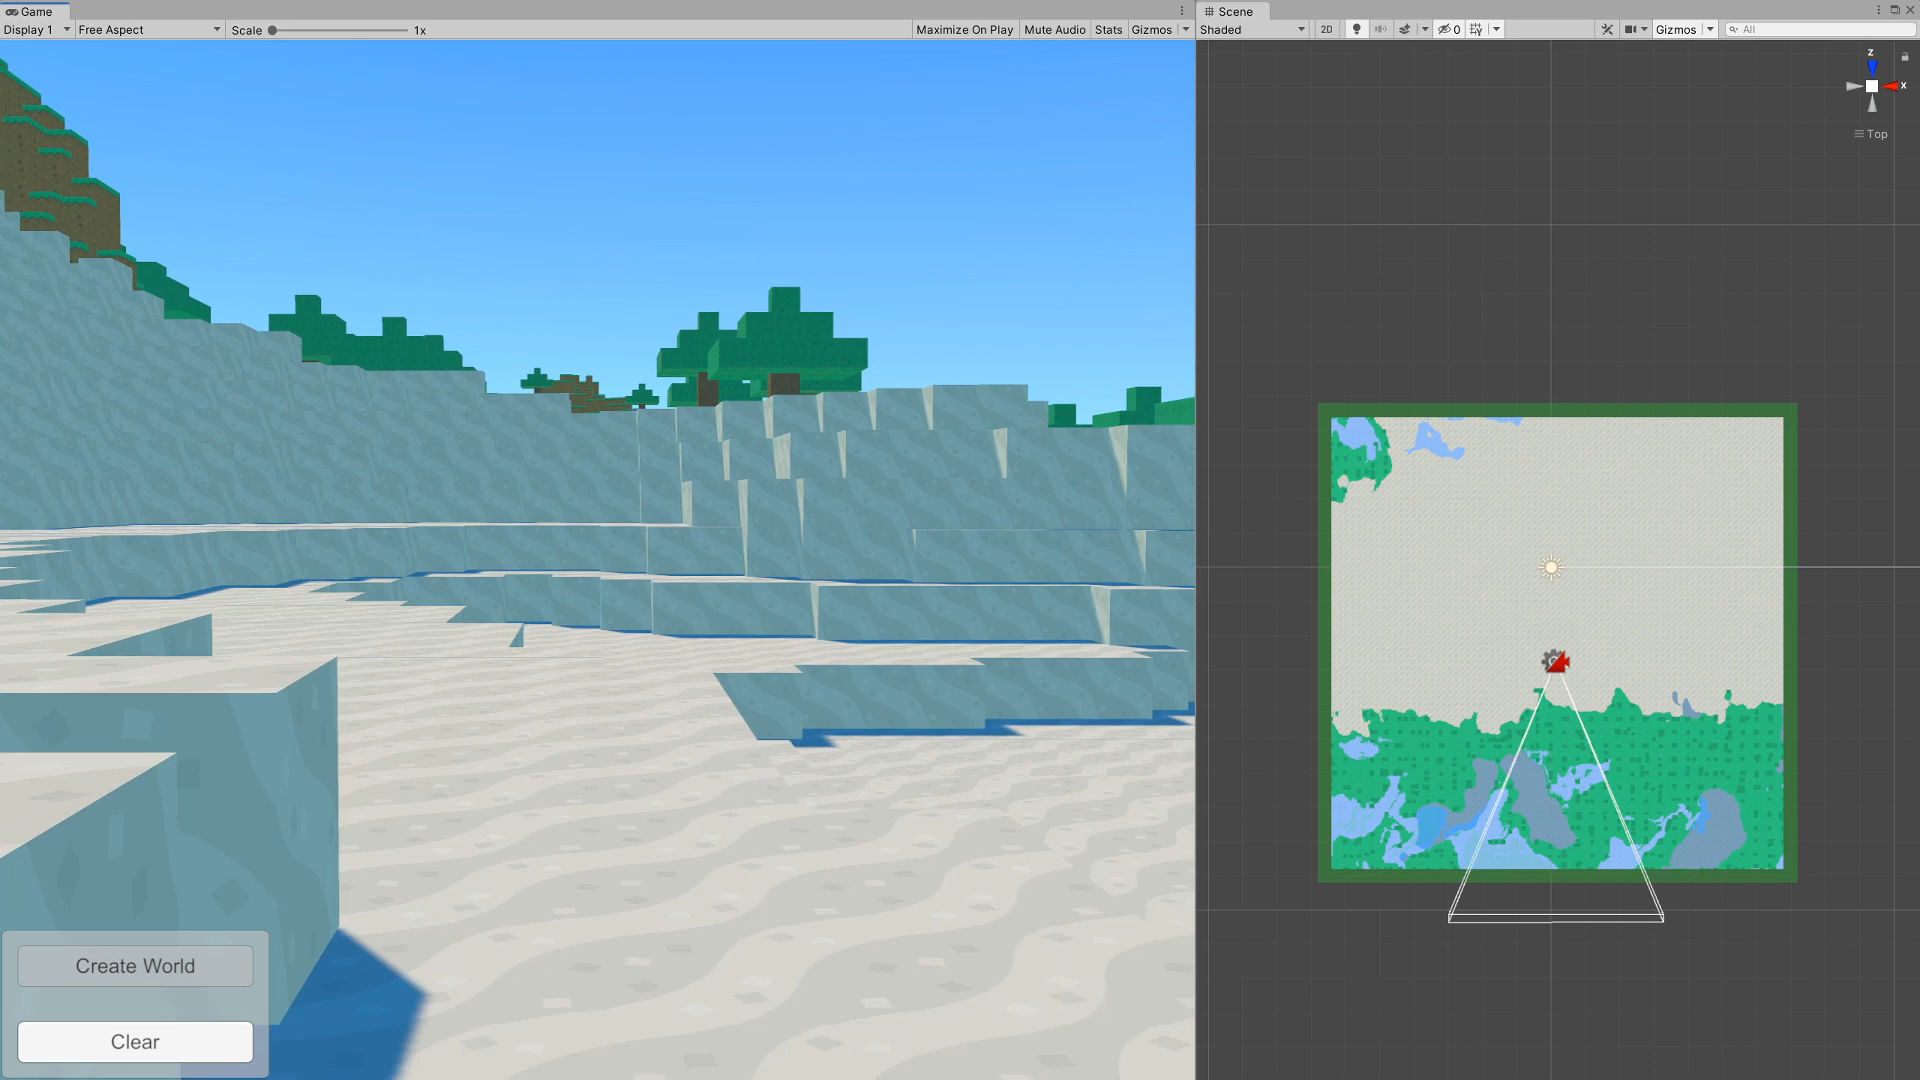 Game
Display 1 Free Aspect Scale 1x Maximize On Play Mute Audio Stats Gizmos
Scene
Shaded 2D 0 Gizmos All
z
x
Top
Create World
Clear